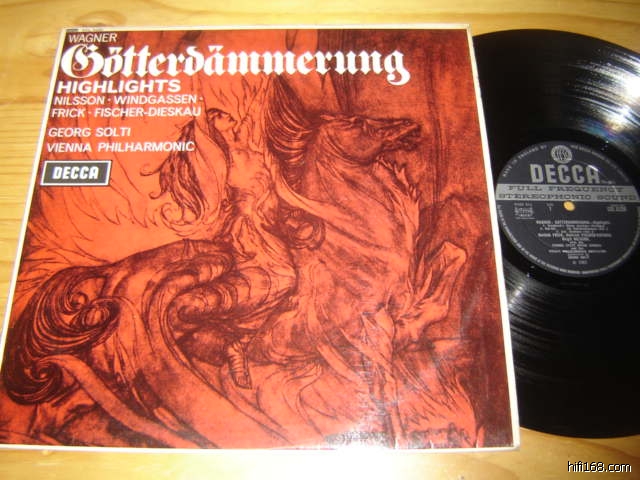 WAGNER
Götterdämmerung
HIGHLIGHTS
NILSSON · WINDGASSEN ·
FRICK · FISCHER-DIESKAU
GEORG SOLTI
VIENNA PHILHARMONIC
DECCA
DECCA
FULL FREQUENCY
STEREOPHONIC SOUND
hifi168.com